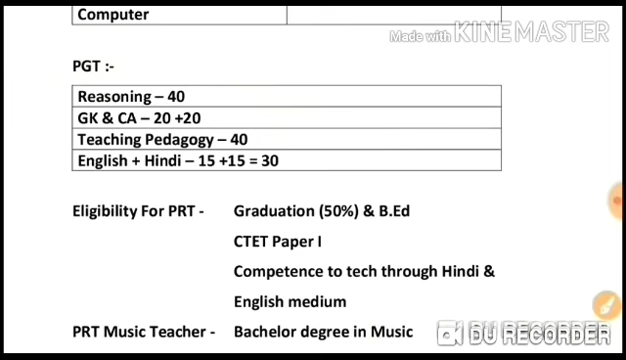 Computer
Made with KINEMASTER
PGT :-
Reasoning – 40
GK & CA – 20 +20
Teaching Pedagogy – 40
English + Hindi – 15 +15 = 30
Eligibility For PRT - Graduation (50%) & B.Ed
CTET Paper I
Competence to tech through Hindi &
English medium
PRT Music Teacher - Bachelor degree in Music
DU RECORDER